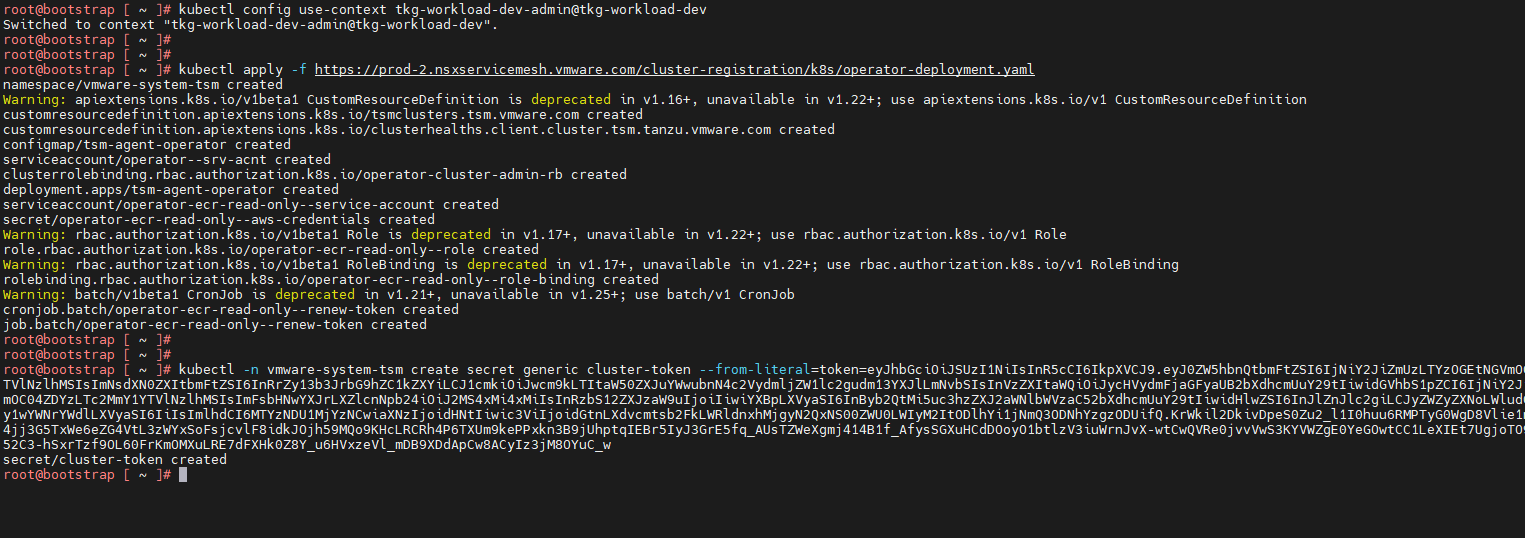 root@bootstrap [ ~ ]# kubectl config use-context tkg-workload-dev-admin@tkg-workload-dev
Switched to context "tkg-workload-dev-admin@tkg-workload-dev".
root@bootstrap [ ~ ]#
root@bootstrap [ ~ ]#
root@bootstrap [ ~ ]# kubectl apply -f https://prod-2.nsxservicemesh.vmware.com/cluster-registration/k8s/operator-deployment.yaml
namespace/vmware-system-tsm created
Warning: apiextensions.k8s.io/v1beta1 CustomResourceDefinition is deprecated in v1.16+, unavailable in v1.22+; use apiextensions.k8s.io/v1 CustomResourceDefinition
customresourcedefinition.apiextensions.k8s.io/tsmclusters.tsm.vmware.com created
customresourcedefinition.apiextensions.k8s.io/clusterhealths.client.cluster.tsm.tanzu.vmware.com created
configmap/tsm-agent-operator created
serviceaccount/operator--srv-acnt created
clusterrolebinding.rbac.authorization.k8s.io/operator-cluster-admin-rb created
deployment.apps/tsm-agent-operator created
serviceaccount/operator-ecr-read-only--service-account created
secret/operator-ecr-read-only--aws-credentials created
Warning: rbac.authorization.k8s.io/v1beta1 Role is deprecated in v1.17+, unavailable in v1.22+; use rbac.authorization.k8s.io/v1 Role
role.rbac.authorization.k8s.io/operator-ecr-read-only--role created
Warning: rbac.authorization.k8s.io/v1beta1 RoleBinding is deprecated in v1.17+, unavailable in v1.22+; use rbac.authorization.k8s.io/v1 RoleBinding
rolebinding.rbac.authorization.k8s.io/operator-ecr-read-only--role-binding created
Warning: batch/v1beta1 CronJob is deprecated in v1.21+, unavailable in v1.25+; use batch/v1 CronJob
cronjob.batch/operator-ecr-read-only--renew-token created
job.batch/operator-ecr-read-only--renew-token created
root@bootstrap [ ~ ]#
root@bootstrap [ ~ ]#
root@bootstrap [ ~ ]# kubectl -n vmware-system-tsm create secret generic cluster-token --from-literal=token=
secret/cluster-token created
root@bootstrap [ ~ ]#